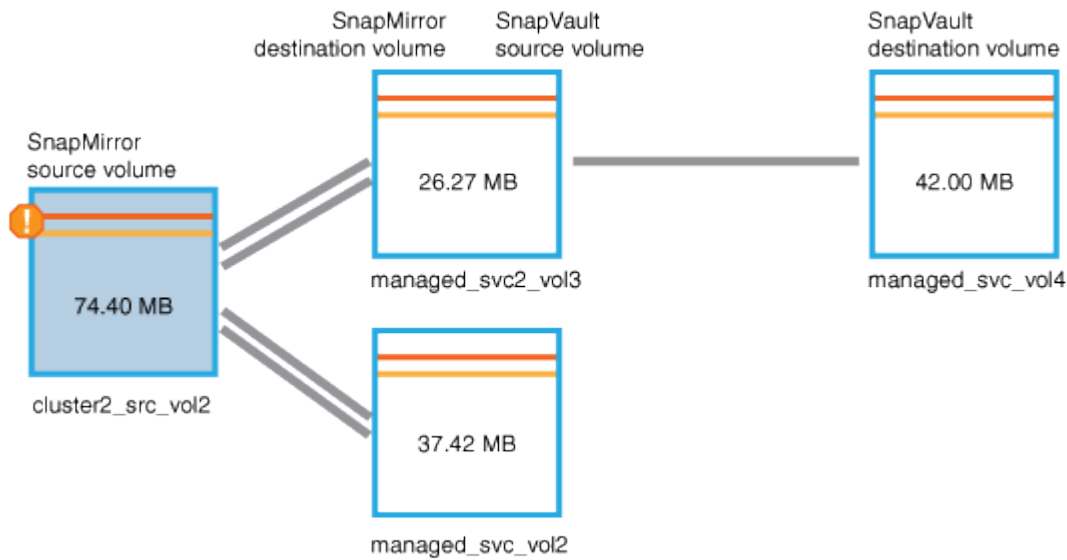 SnapMirror
destination volume
SnapVault
source volume
SnapVault
destination volume
SnapMirror
source volume
26.27 MB
42.00 MB
managed_svc2_vol3
managed_svc_vol4
!
74.40 MB
cluster2_src_vol2
37.42 MB
managed_svc_vol2